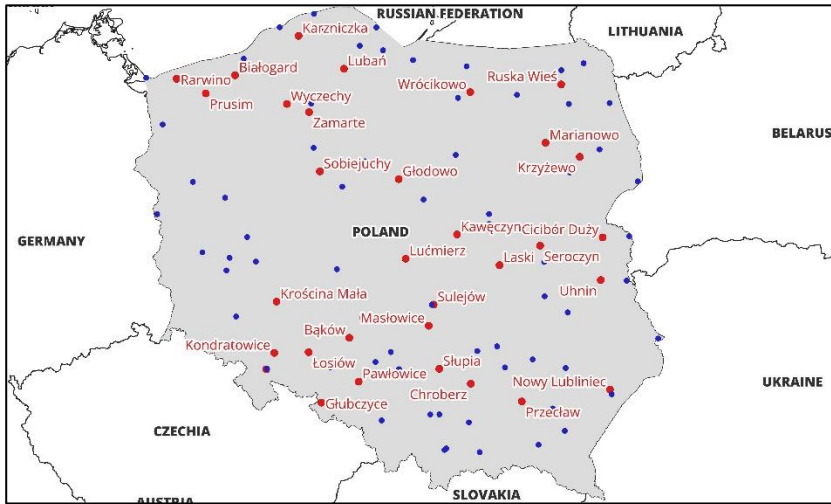 RUSSIAN FEDERATION
LITHUANIA
Karzniczka
Lubań
Białogard
Rarwino
Prusim
Wyczechy
Zamarte
Wrócikowo
Ruska Wieś
Marianowo
BELARUS
Krzyżewo
Sobiejůchy
Głodowo
GERMANY
POLAND
Kawęczyn
Cicibór Duży
Lućmierz
Laski
Seroczyn
Uhnin
Krościna Mała
Sulejów
Masłowice
Bąków
Kondratowice
Łosiów
Słupia
Pawłowice
Chroberz
Nowy Lubliniec
UKRAINE
Głubczyce
Przecław
CZECHIA
SLOVAKIA
AUSTRIA